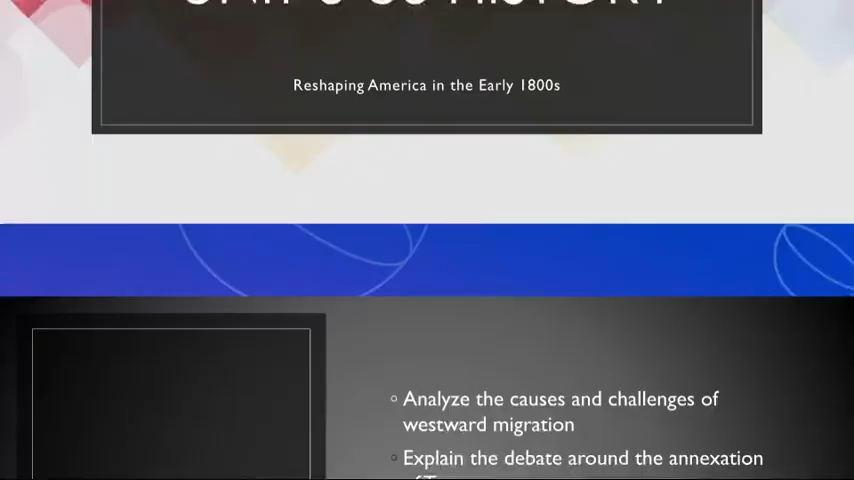 Reshaping America in the Early 1800s
◦ Analyze the causes and challenges of
westward migration
◦ Explain the debate around the annexation